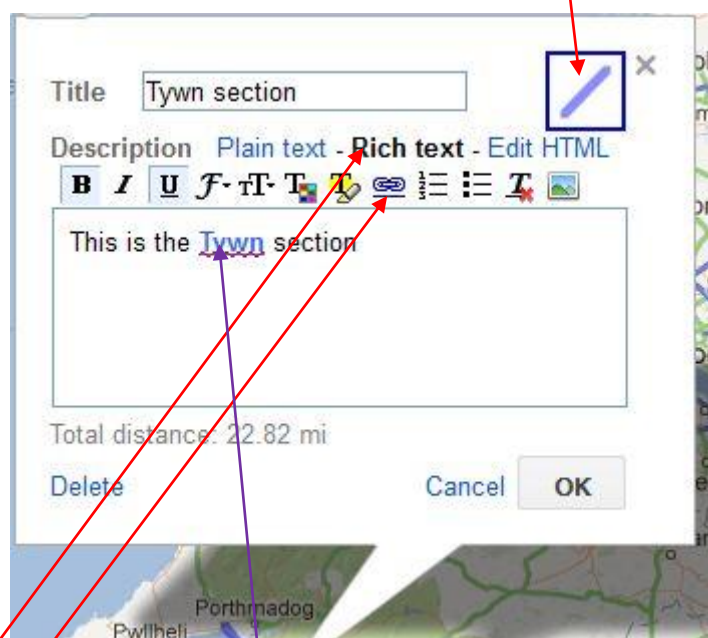 Title Tywn section
Description Plain text - Rich text - Edit HTML
B I U F T T T T
This is the Tywn section
Total distance: 22.82 mi
Delete Cancel OK
Porthmadog
Pwllheli